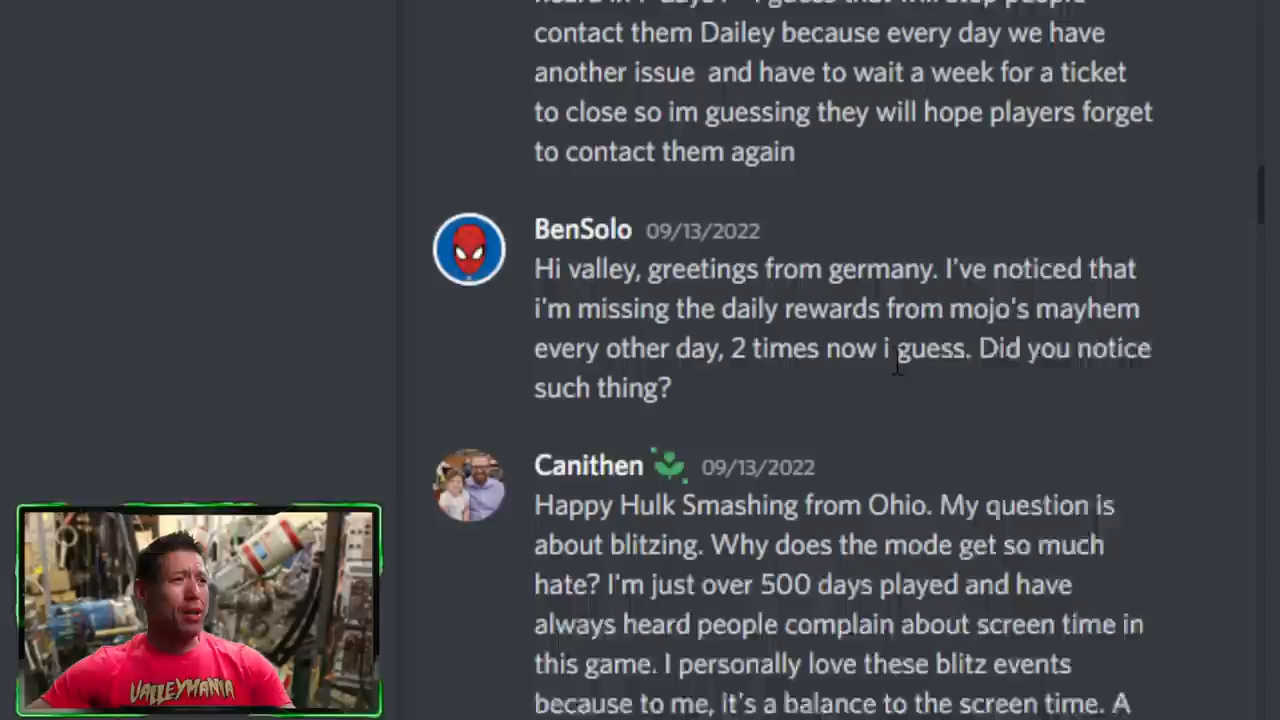 contact them Dailey because every day we have
another issue and have to wait a week for a ticket
to close so im guessing they will hope players forget
to contact them again
BenSolo 09/13/2022
Hi valley, greetings from germany. I've noticed that
i'm missing the daily rewards from mojo's mayhem
every other day, 2 times now i guess. Did you notice
such thing?
Canithen 09/13/2022
Happy Hulk Smashing from Ohio. My question is
about blitzing. Why does the mode get so much
hate? I'm just over 500 days played and have
always heard people complain about screen time in
this game. I personally love these blitz events
because to me, It's a balance to the screen time. A
VALLEYMANIA